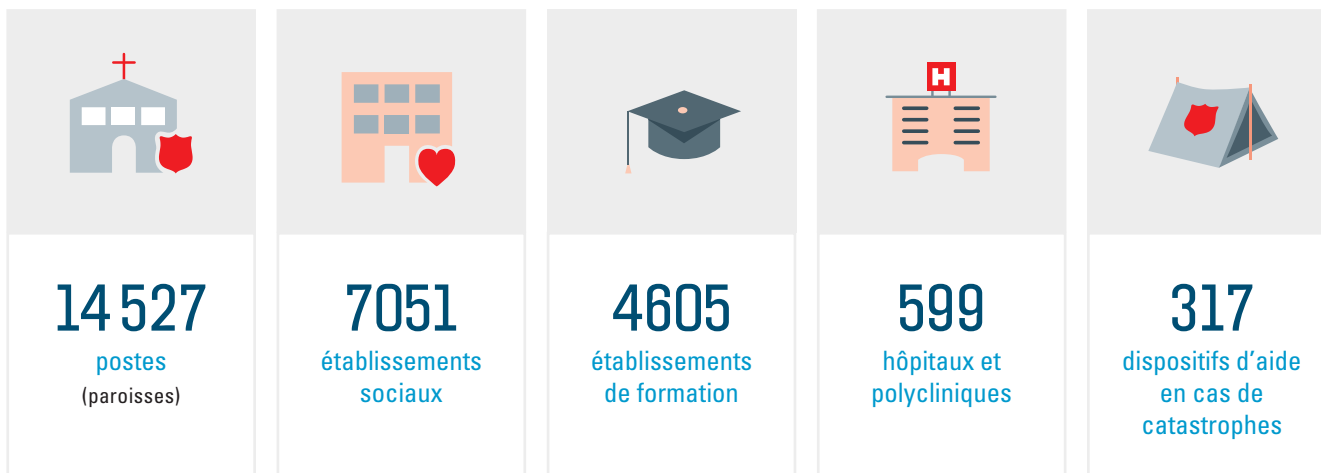 H
14 527
postes
(paroisses)
7051
établissements
sociaux
4605
établissements
de formation
599
hôpitaux et
polycliniques
317
dispositifs d’aide
en cas de
catastrophes